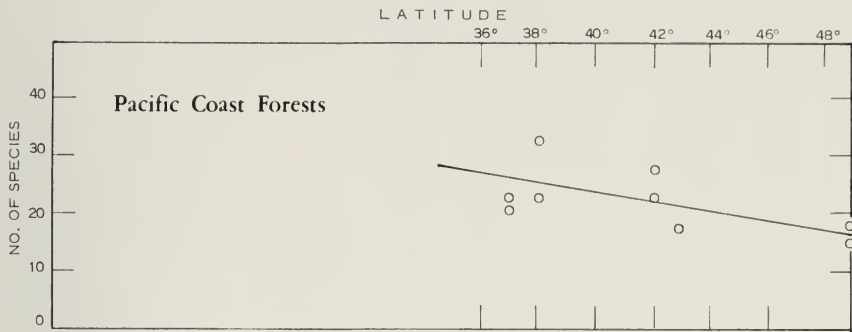 LATITUDE
36° 38° 40° 42° 44° 46° 48°
NO. OF SPECIES
40
Pacific Coast Forests
30
20
10
0